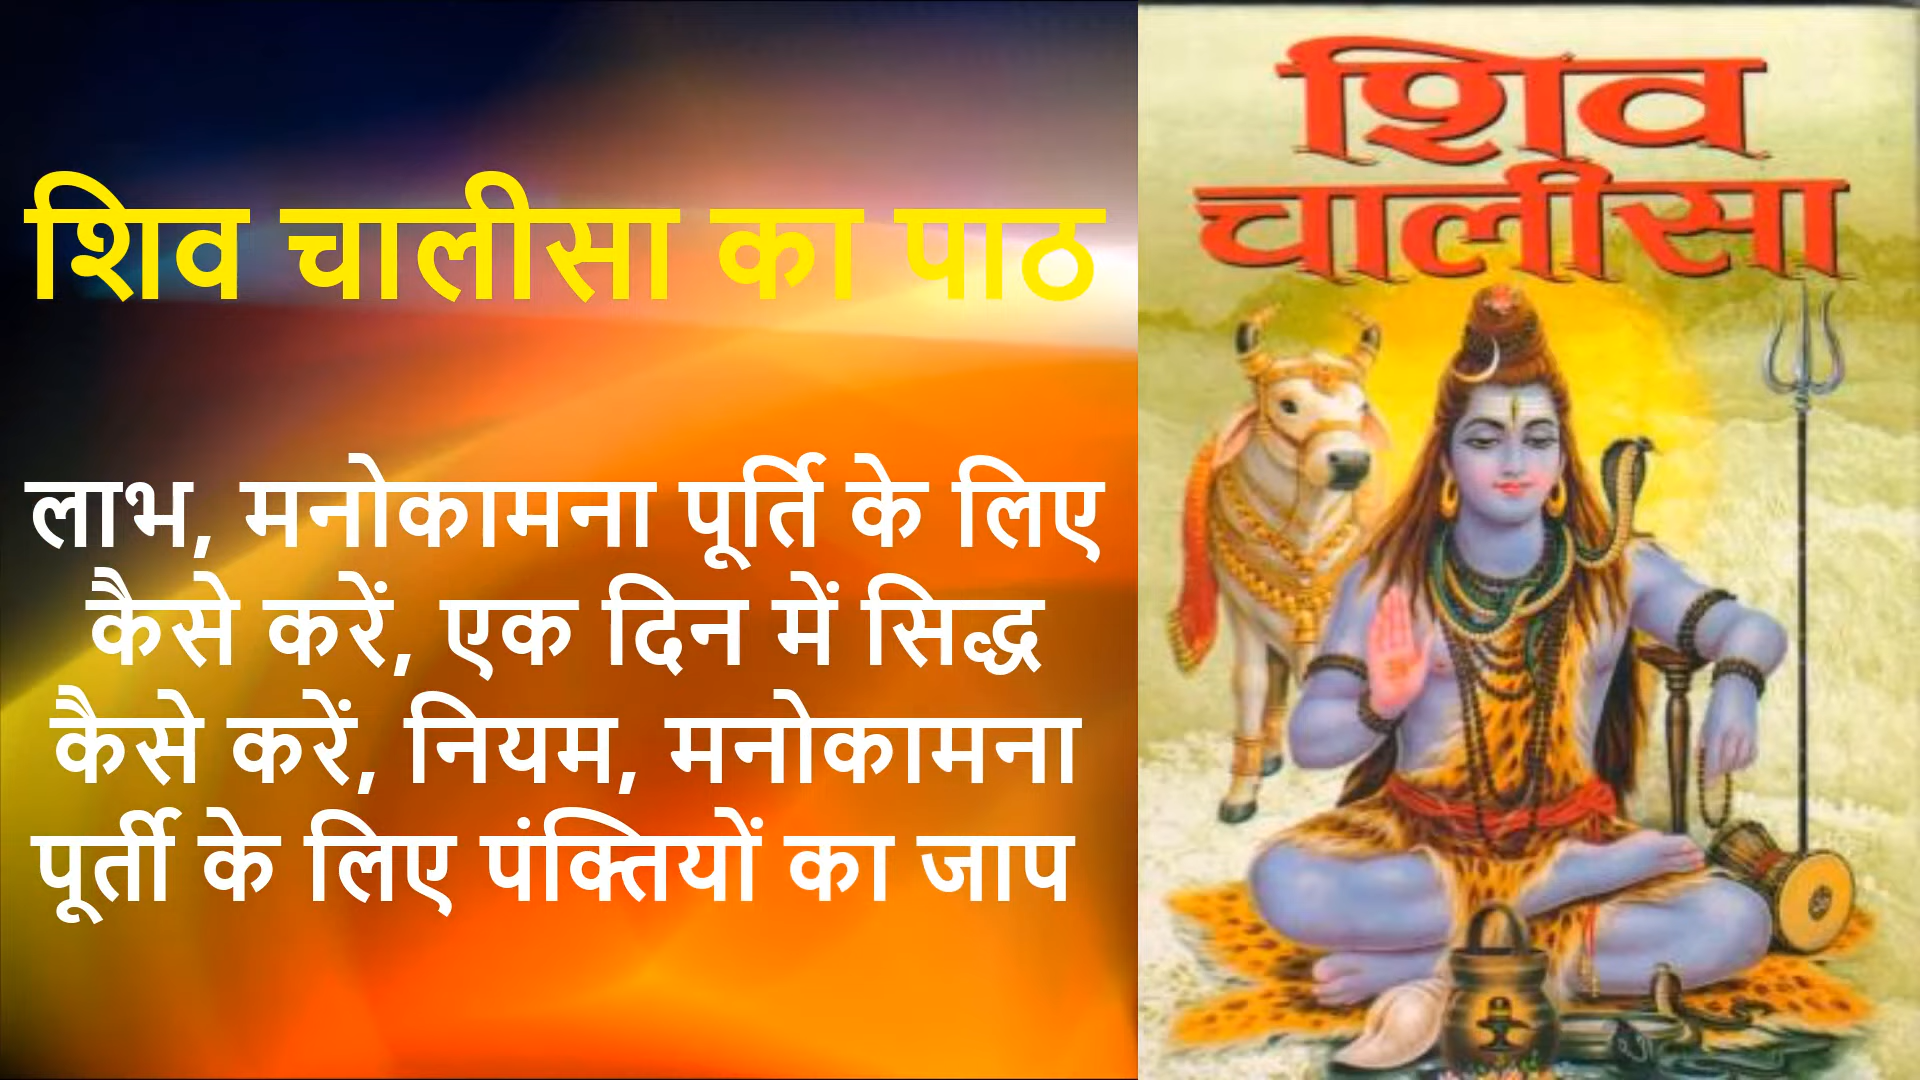 शिव चालीसा का पाठ
लाभ, मनोकामना पूर्ति के लिए
कैसे करें, एक दिन में सिद्ध
कैसे करें, नियम, मनोकामना
पूर्ती के लिए पंक्तियों का जाप
शिव
चालीसा